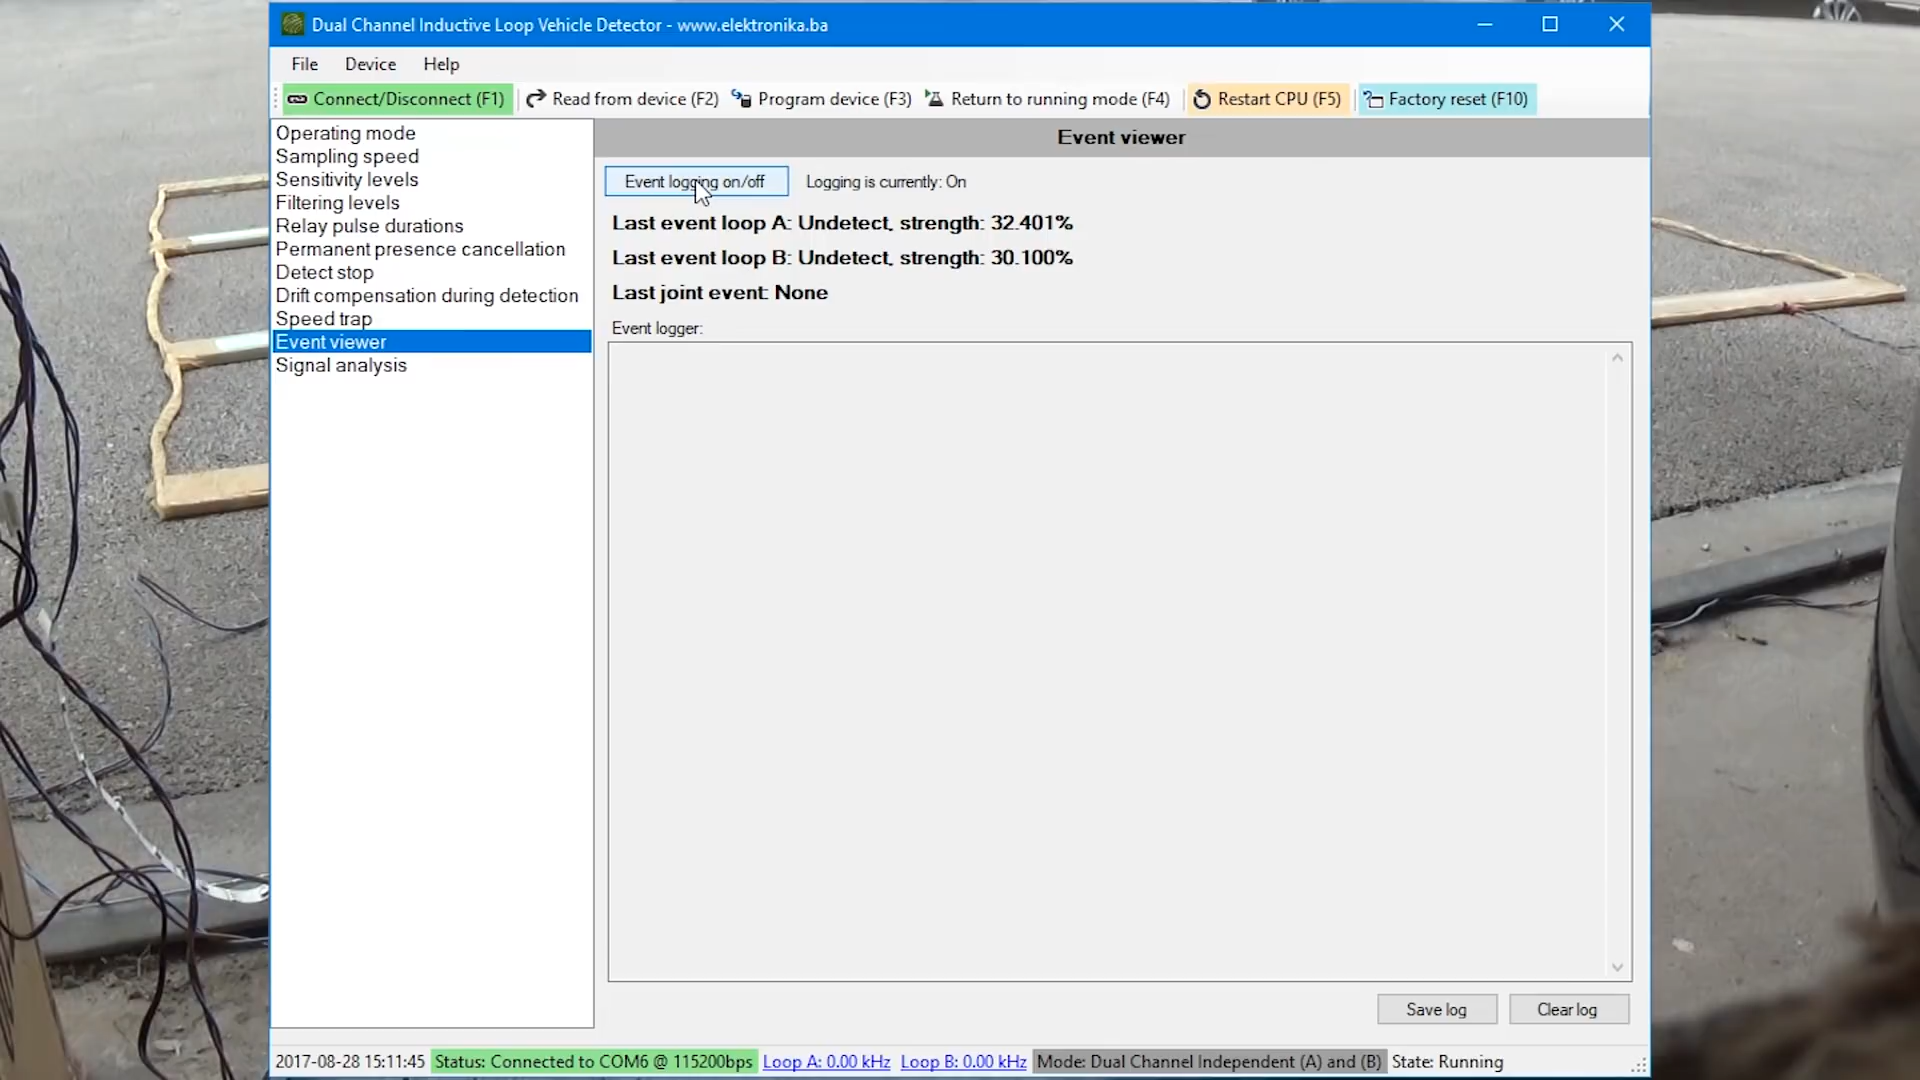 Dual Channel Inductive Loop Vehicle Detector - www.elektronika.ba
File Device Help
Connect/Disconnect (F1) Read from device (F2) Program device (F3) Return to running mode (F4) Restart CPU (F5) Factory reset (F10)
Operating mode
Sampling speed
Sensitivity levels
Filtering levels
Relay pulse durations
Permanent presence cancellation
Detect stop
Drift compensation during detection
Speed trap
Event viewer
Signal analysis
Event viewer
Event logging on/off Logging is currently: On
Last event loop A: Undetect, strength: 32.401%
Last event loop B: Undetect, strength: 30.100%
Last joint event: None
Event logger:
Save log Clear log
2017-08-28 15:11:45 Status: Connected to COM6 @ 115200bps Loop A: 0.00 kHz Loop B: 0.00 kHz Mode: Dual Channel Independent (A) and (B) State: Running